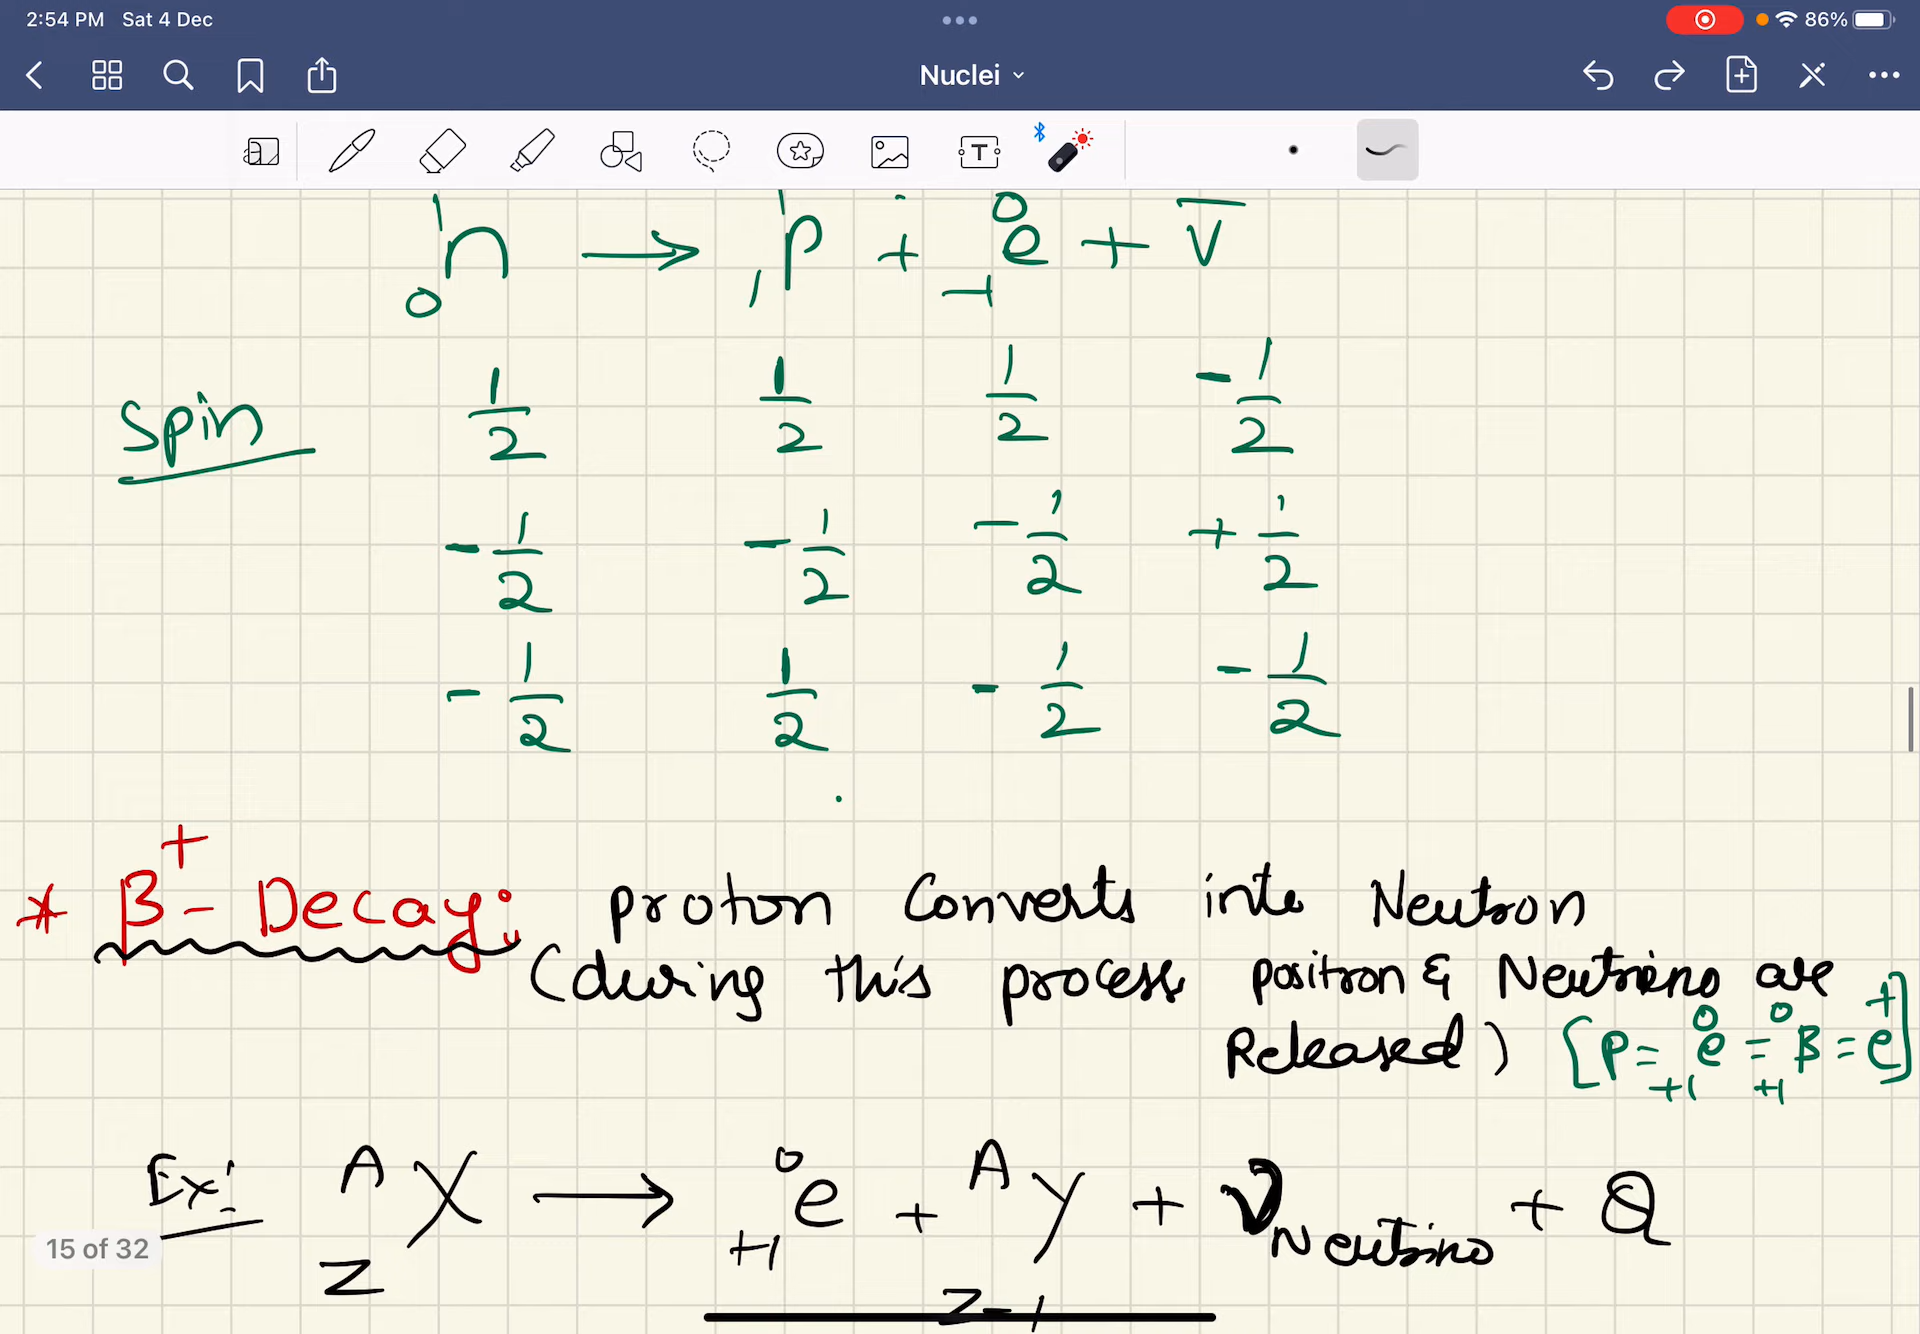 2:54 PM Sat 4 Dec
86%
Nuclei
T
¹₀n → ¹₁p + ⁰₋₁e + ν̅
Spin 1/2 1/2 1/2 -1/2
-1/2 -1/2 -1/2 +1/2
-1/2 1/2 -1/2 -1/2
* β⁺- Decay: proton Converts into Neutron
(during this process positron & Neutrino are
Released) [P = ⁰₊₁e = ⁰₊₁β = e⁺]
Ex: ᴬ_Z X → ⁰₊₁e + ᴬ_Z-1 Y + ν Neutrino + Q
15 of 32